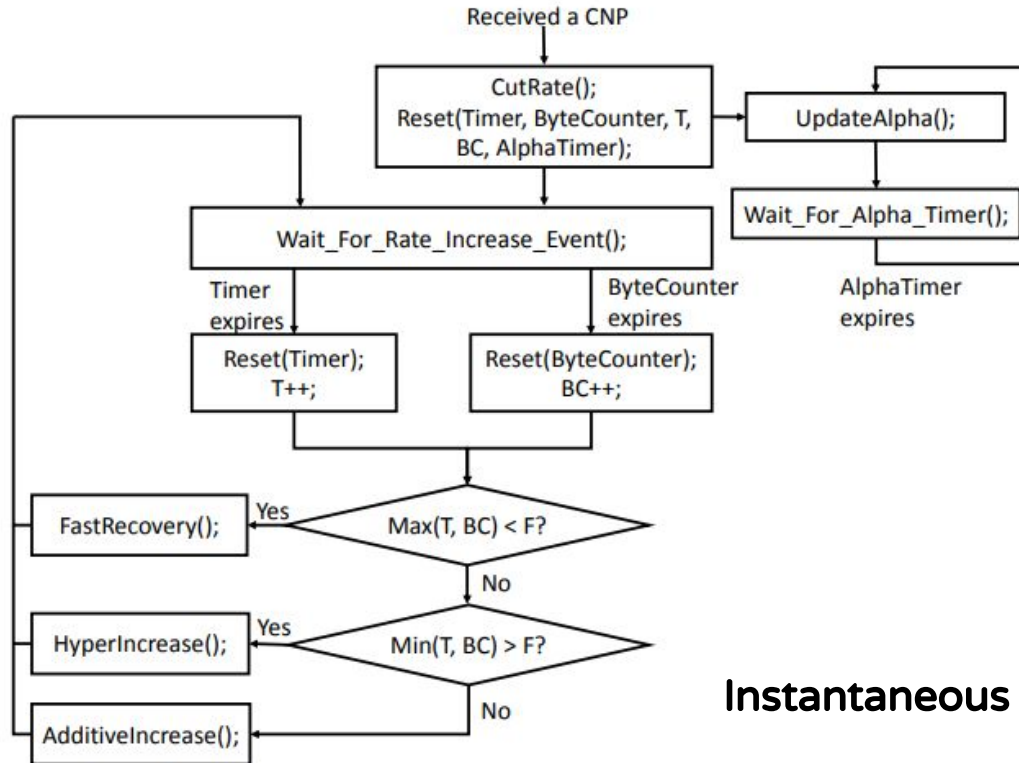 Received a CNP
CutRate();
Reset(Timer, ByteCounter, T,
BC, AlphaTimer);
UpdateAlpha();
Wait_For_Alpha_Timer();
Wait_For_Rate_Increase_Event();
Timer
expires
ByteCounter
expires
AlphaTimer
expires
Reset(Timer);
T++;
Reset(ByteCounter);
BC++;
Max(T, BC) < F?
Yes
FastRecovery();
No
Min(T, BC) > F?
Yes
HyperIncrease();
No
AdditiveIncrease();
Instantaneous